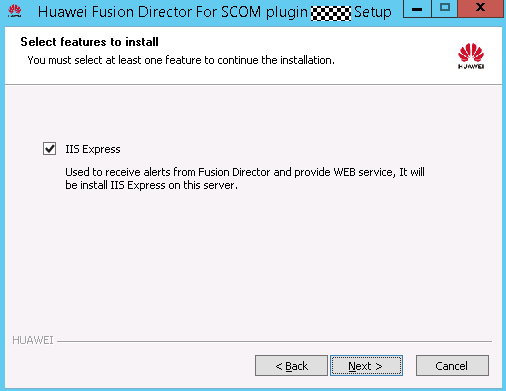 Huawei Fusion Director For SCOM plugin Setup
Select features to install
You must select at least one feature to continue the installation.
HUAWEI
IIS Express
Used to receive alerts from Fusion Director and provide WEB service, It will
be install IIS Express on this server.
HUAWEI
< Back
Next >
Cancel